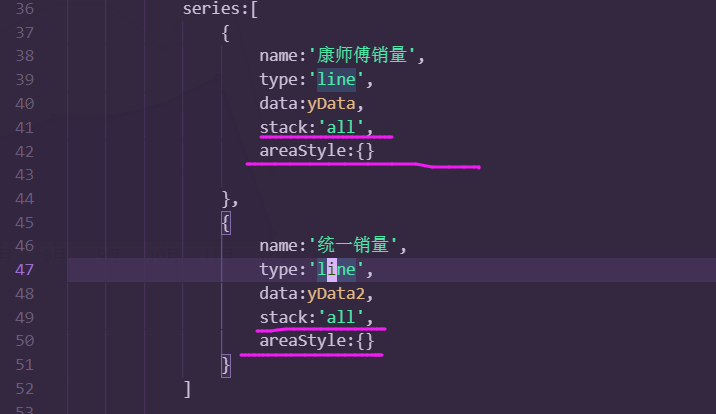 36 series:[
37 {
38 name:'康师傅销量',
39 type:'line',
40 data:yData,
41 stack:'all',
42 areaStyle:{}
43
44 },
45 {
46 name:'统一销量',
47 type:'line',
48 data:yData2,
49 stack:'all',
50 areaStyle:{}
51 }
52 ]
53